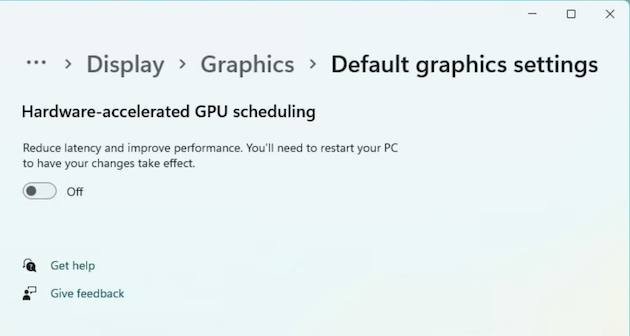 ··· > Display > Graphics > Default graphics settings
Hardware-accelerated GPU scheduling
Reduce latency and improve performance. You'll need to restart your PC
to have your changes take effect.
Off
Get help
Give feedback